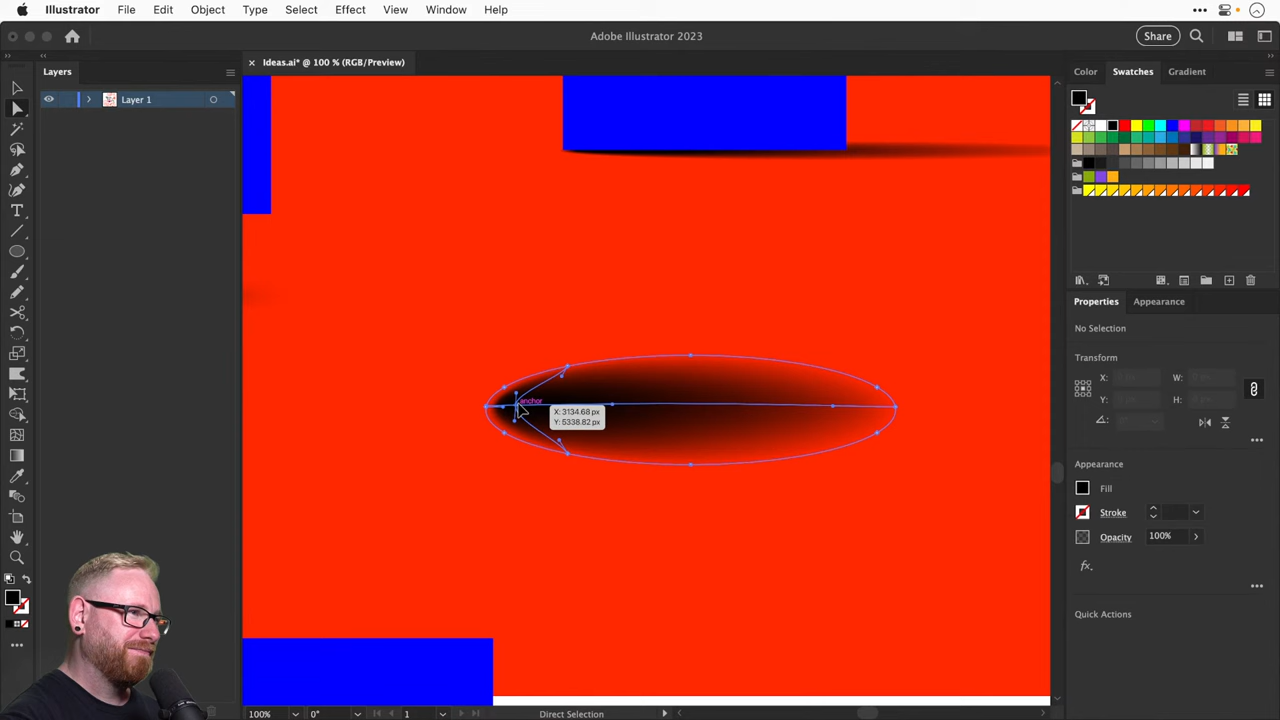 Illustrator File Edit Object Type Select Effect View Window Help
Adobe Illustrator 2023
Share
Layers
× Ideas.ai* @ 100 % (RGB/Preview)
Color Swatches Gradient
Layer 1
T
Properties Appearance
No Selection
Transform
X:
W:
Y:
H:
anchor
X: 3134.68 px
Y: 5338.82 px
Appearance
Fill
Stroke
Opacity 100%
fx.
Quick Actions
100% 0° 1 Direct Selection